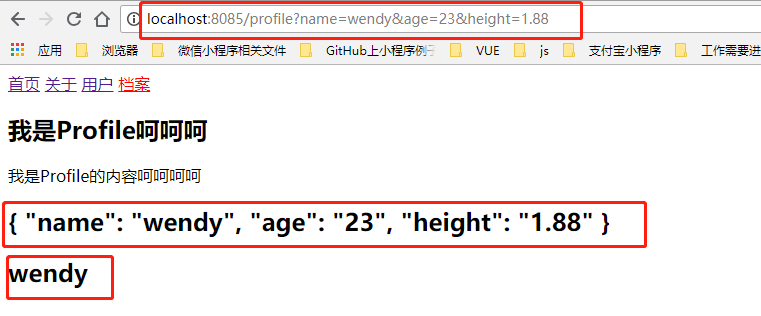 localhost:8085/profile?name=wendy&age=23&height=1.88
应用 浏览器 微信小程序相关文件 GitHub上小程序例子 VUE js 支付宝小程序 工作需要进
首页 关于 用户 档案
我是Profile呵呵呵
我是Profile的内容呵呵呵呵
{ "name": "wendy", "age": "23", "height": "1.88" }
wendy